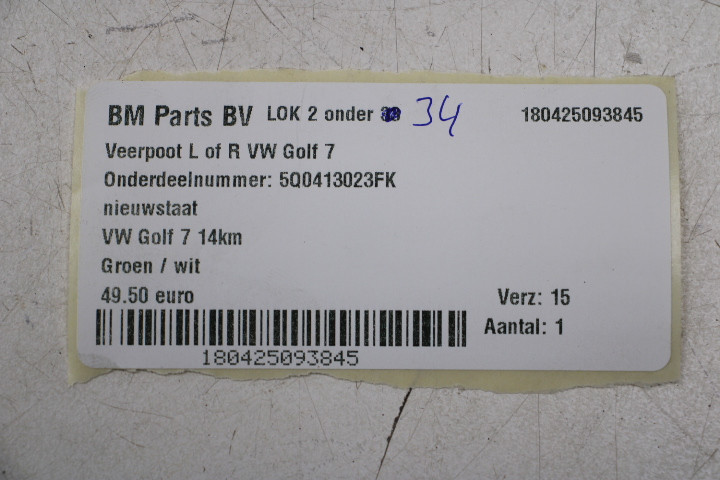 BM Parts BV LOK 2 onder 34 180425093845
Veerpoot L of R VW Golf 7
Onderdeelnummer: 5Q0413023FK
nieuwstaat
VW Golf 7 14km
Groen / wit
49.50 euro Verz: 15
Aantal: 1
180425093845